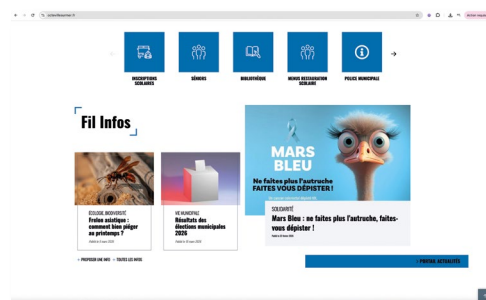 INSCRIPTIONS
SCOLAIRES
SÉNIORS
BIBLIOTHÈQUE
MENUS RESTAURATION
SCOLAIRE
POLICE MUNICIPALE
Fil Infos
ÉCOLOGIE, BIODIVERSITÉ
Frelon asiatique :
comment bien piéger
au printemps ?
VIE MUNICIPALE
Résultats des
élections municipales
2026
MARS
BLEU
Ne faites plus l'autruche
FAITES VOUS DÉPISTER !
SOLIDARITÉ
Mars Bleu : ne faites plus l'autruche, faites-
vous dépister !
+ PROPOSER UNE INFO
+ TOUTES LES INFOS
+ PORTAIL ACTUALITÉS